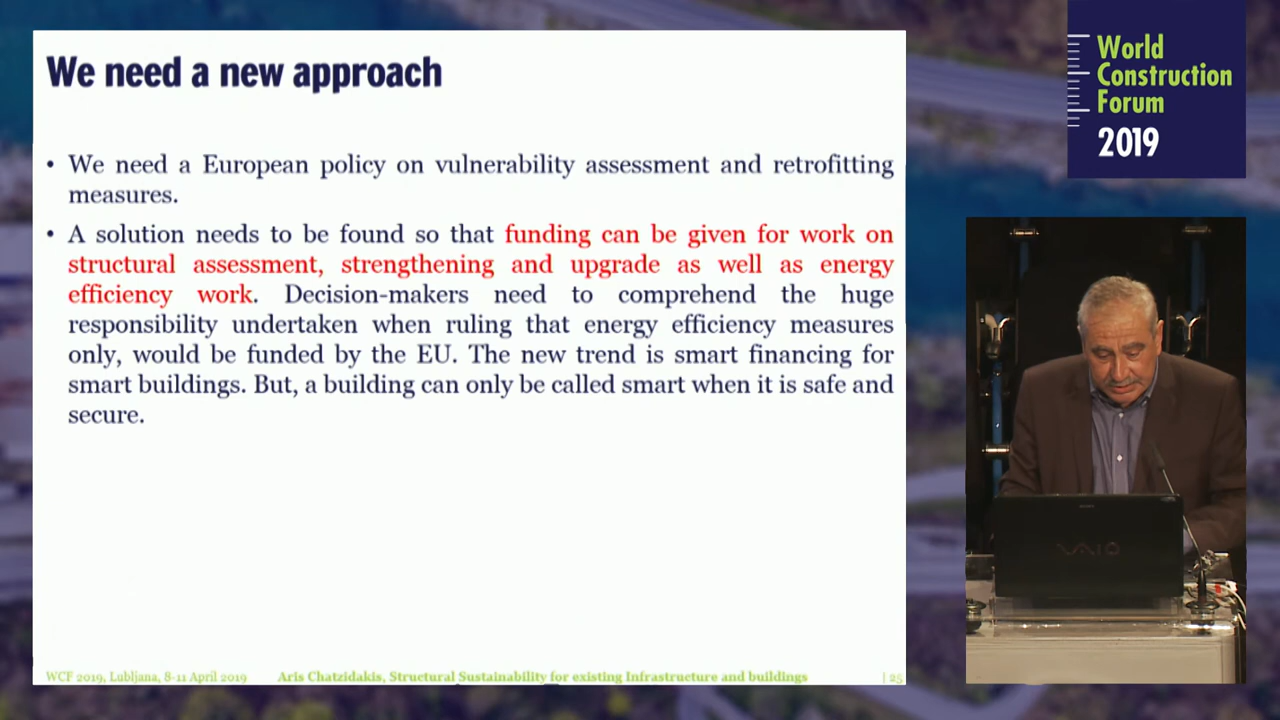 We need a new approach
• We need a European policy on vulnerability assessment and retrofitting
measures.
• A solution needs to be found so that funding can be given for work on
structural assessment, strengthening and upgrade as well as energy
efficiency work. Decision-makers need to comprehend the huge
responsibility undertaken when ruling that energy efficiency measures
only, would be funded by the EU. The new trend is smart financing for
smart buildings. But, a building can only be called smart when it is safe and
secure.
WCF 2019, Lubljana, 8-11 April 2019 Aris Chatzidakis, Structural Sustainability for existing Infrastructure and buildings | 25
World
Construction
Forum
2019
SONY
VAIO